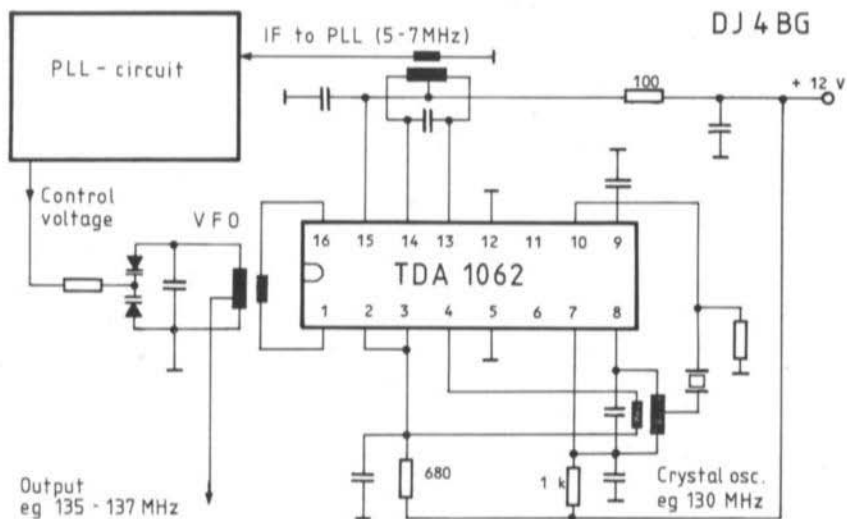 DJ 4 BG
IF to PLL (5-7MHz)
PLL - circuit
100
+ 12 V
Control
voltage
VFO
16 15 14 13 12 11 10 9
TDA 1062
1 2 3 4 5 6 7 8
680
1 k
Output
eg 135 - 137 MHz
Crystal osc.
eg 130 MHz